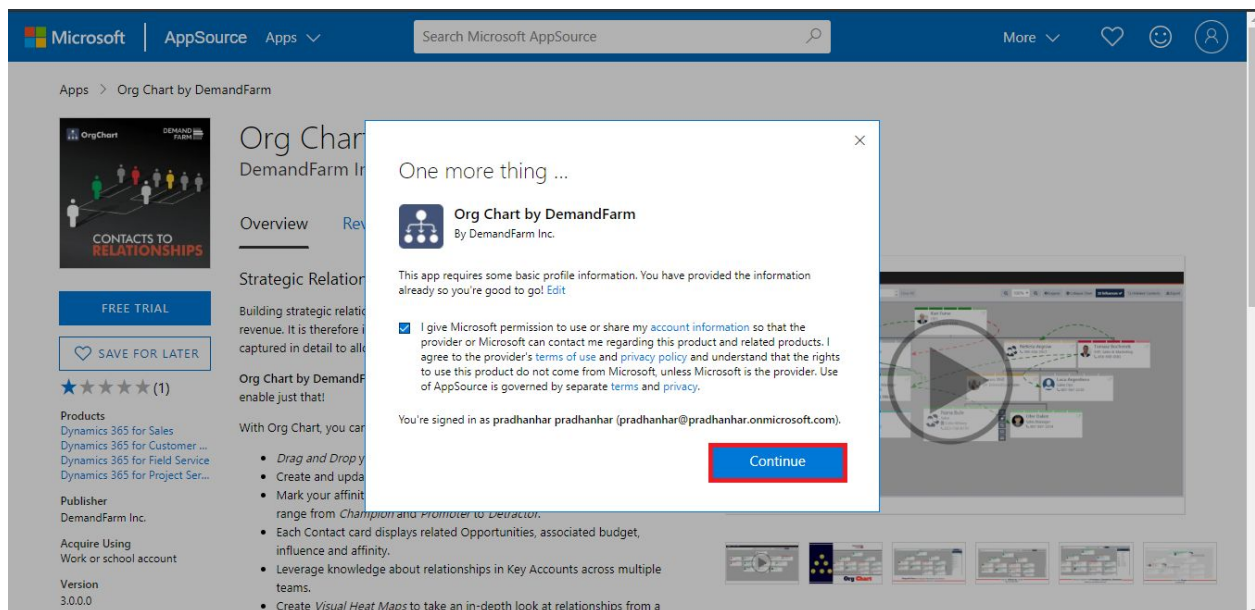 Microsoft AppSource Apps Search Microsoft AppSource More
Apps > Org Chart by DemandFarm
OrgChart DEMAND FARM
CONTACTS TO
RELATIONSHIPS
FREE TRIAL
SAVE FOR LATER
(1)
Products
Dynamics 365 for Sales
Dynamics 365 for Customer ...
Dynamics 365 for Field Service
Dynamics 365 for Project Ser...
Publisher
DemandFarm Inc.
Acquire Using
Work or school account
Version
3.0.0.0
Org Char
DemandFarm Ir
Overview Rev
Strategic Relation
Building strategic relatic
revenue. It is therefore i
captured in detail to allo
Org Chart by DemandF
enable just that!
With Org Chart, you car
• Drag and Drop y
• Create and upda
• Mark your affinit
range from Champion and Promoter to Detractor.
• Each Contact card displays related Opportunities, associated budget,
influence and affinity.
• Leverage knowledge about relationships in Key Accounts across multiple
teams.
• Create Visual Heat Maps to take an in-depth look at relationships from a
One more thing ...
Org Chart by DemandFarm
By DemandFarm Inc.
This app requires some basic profile information. You have provided the information
already so you're good to go! Edit
I give Microsoft permission to use or share my account information so that the
provider or Microsoft can contact me regarding this product and related products. I
agree to the provider's terms of use and privacy policy and understand that the rights
to use this product do not come from Microsoft, unless Microsoft is the provider. Use
of AppSource is governed by separate terms and privacy.
You're signed in as pradhanhar pradhanhar (pradhanhar@pradhanhar.onmicrosoft.com).
Continue
Org Chart